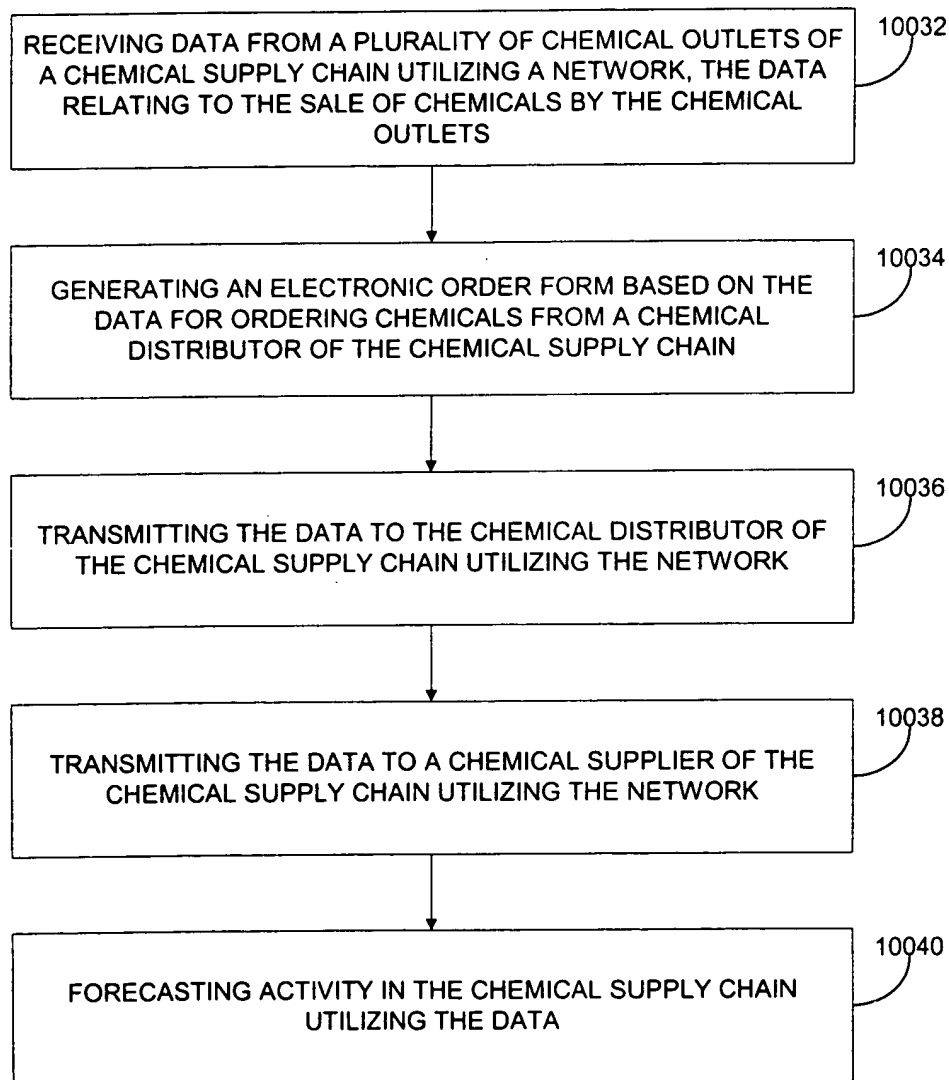 10032
RECEIVING DATA FROM A PLURALITY OF CHEMICAL OUTLETS OF
A CHEMICAL SUPPLY CHAIN UTILIZING A NETWORK, THE DATA
RELATING TO THE SALE OF CHEMICALS BY THE CHEMICAL
OUTLETS
10034
GENERATING AN ELECTRONIC ORDER FORM BASED ON THE
DATA FOR ORDERING CHEMICALS FROM A CHEMICAL
DISTRIBUTOR OF THE CHEMICAL SUPPLY CHAIN
10036
TRANSMITTING THE DATA TO THE CHEMICAL DISTRIBUTOR OF
THE CHEMICAL SUPPLY CHAIN UTILIZING THE NETWORK
10038
TRANSMITTING THE DATA TO A CHEMICAL SUPPLIER OF THE
CHEMICAL SUPPLY CHAIN UTILIZING THE NETWORK
10040
FORECASTING ACTIVITY IN THE CHEMICAL SUPPLY CHAIN
UTILIZING THE DATA